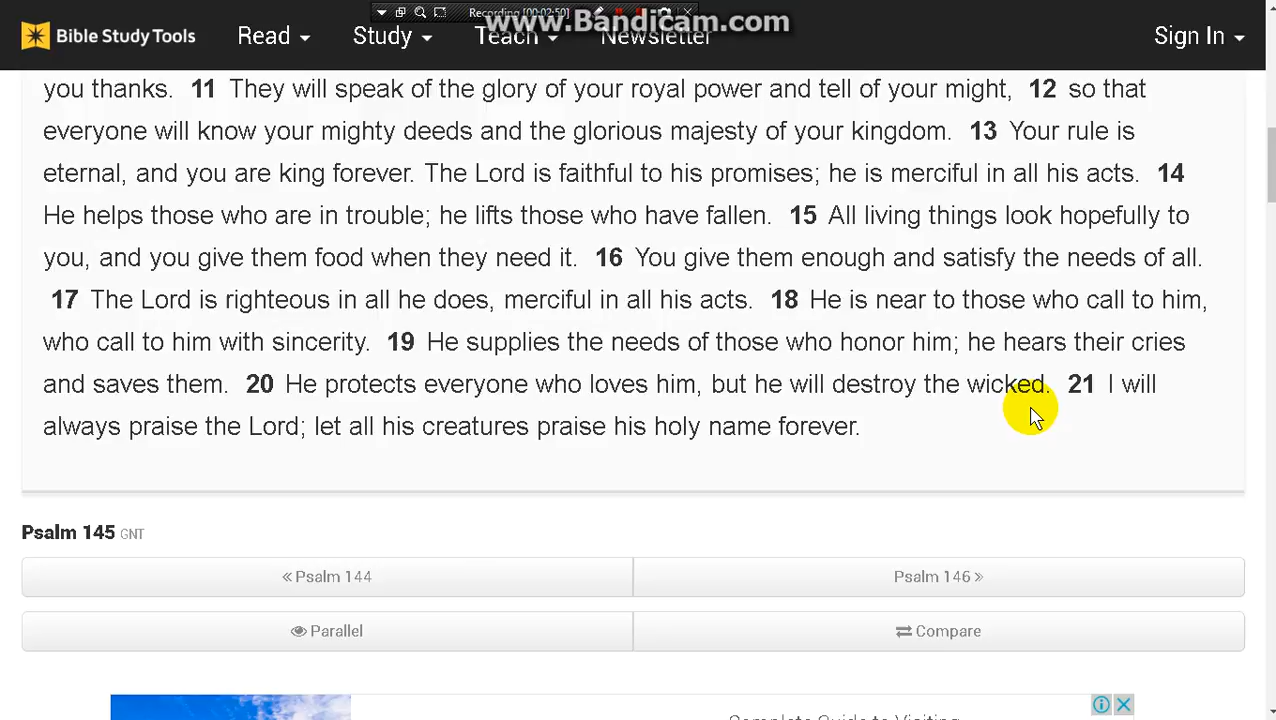 Recording [00:02:50]
www.Bandicam.com
Bible Study Tools Read Study Teach Newsletter Sign In
you thanks. 11 They will speak of the glory of your royal power and tell of your might, 12 so that
everyone will know your mighty deeds and the glorious majesty of your kingdom. 13 Your rule is
eternal, and you are king forever. The Lord is faithful to his promises; he is merciful in all his acts. 14
He helps those who are in trouble; he lifts those who have fallen. 15 All living things look hopefully to
you, and you give them food when they need it. 16 You give them enough and satisfy the needs of all.
17 The Lord is righteous in all he does, merciful in all his acts. 18 He is near to those who call to him,
who call to him with sincerity. 19 He supplies the needs of those who honor him; he hears their cries
and saves them. 20 He protects everyone who loves him, but he will destroy the wicked. 21 I will
always praise the Lord; let all his creatures praise his holy name forever.
Psalm 145 GNT
« Psalm 144
Psalm 146 »
Parallel
Compare
Complete Guide to Visiting